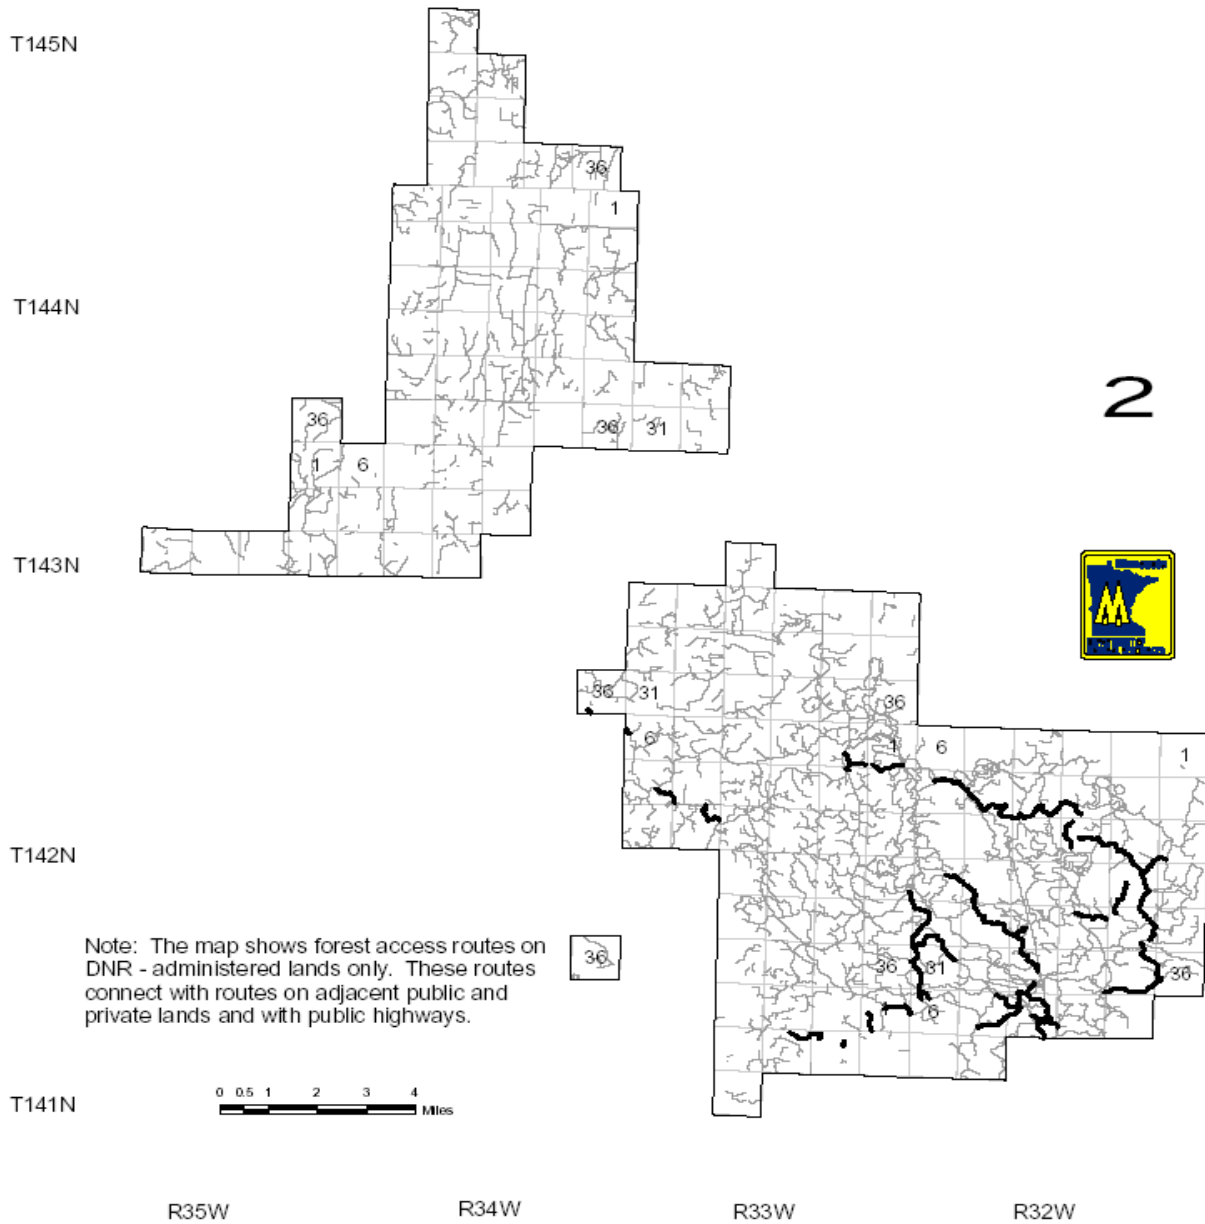 T145N
36
1
T144N
2
36
36
31
1
6
T143N
Minnesota
36
31
36
6
1
6
1
T142N
Note: The map shows forest access routes on
DNR - administered lands only. These routes
connect with routes on adjacent public and
private lands and with public highways.
36
36
31
36
6
T141N
0 0.5 1 2 3 4
Miles
R35W
R34W
R33W
R32W